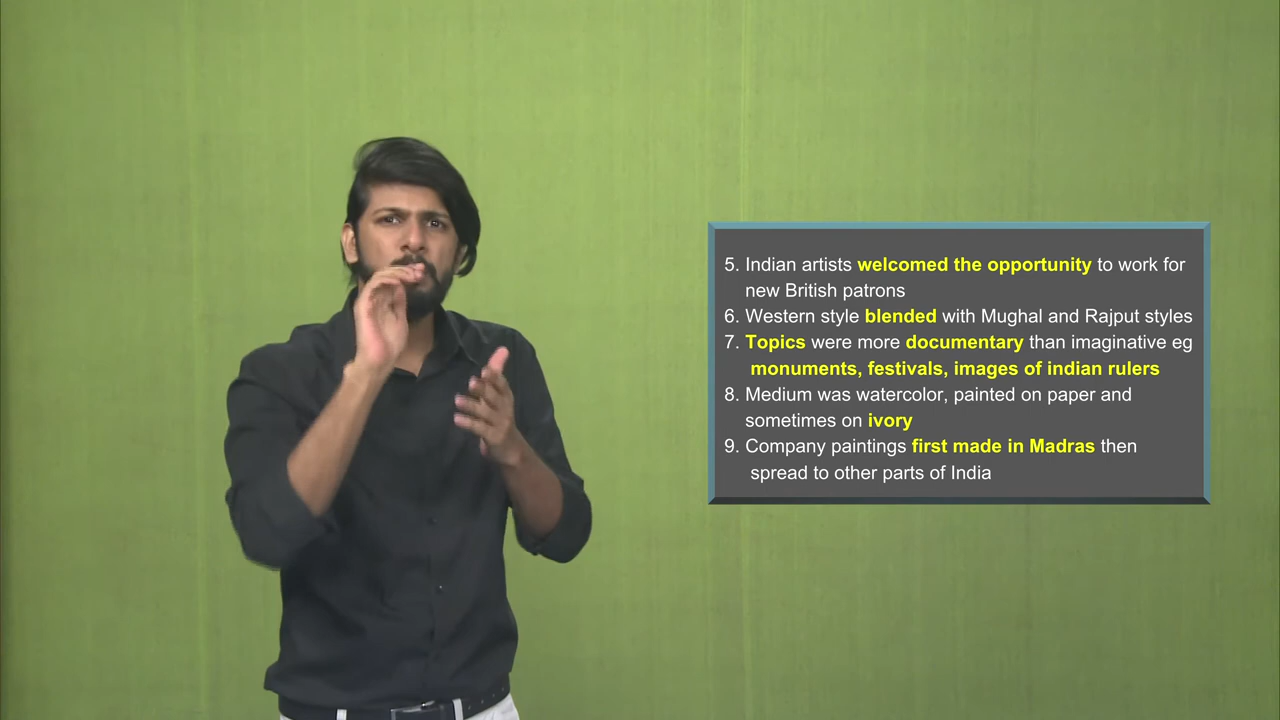 5. Indian artists welcomed the opportunity to work for
new British patrons
6. Western style blended with Mughal and Rajput styles
7. Topics were more documentary than imaginative eg
monuments, festivals, images of indian rulers
8. Medium was watercolor, painted on paper and
sometimes on ivory
9. Company paintings first made in Madras then
spread to other parts of India